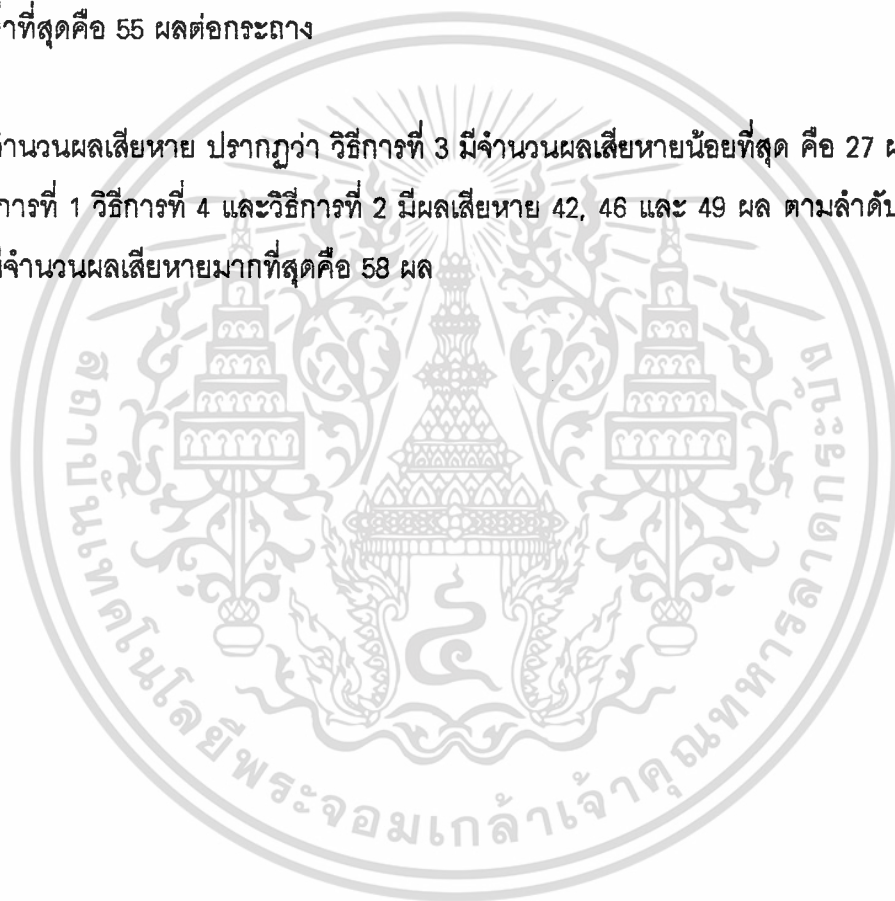 ที่สุดคือ 55 ผลต่อกระถาง
จำนวนผลเสียหาย ปรากฏว่า วิธีการที่ 3 มีจำนวนผลเสียหายน้อยที่สุด คือ 27
การที่ 1 วิธีการที่ 4 และวิธีการที่ 2 มีผลเสียหาย 42, 46 และ 49 ผล ตามลำดับ
มีจำนวนผลเสียหายมากที่สุดคือ 58 ผล
สถาบันเทคโนโลยีพระจอมเกล้าเจ้าคุณทหารลาดกระบัง